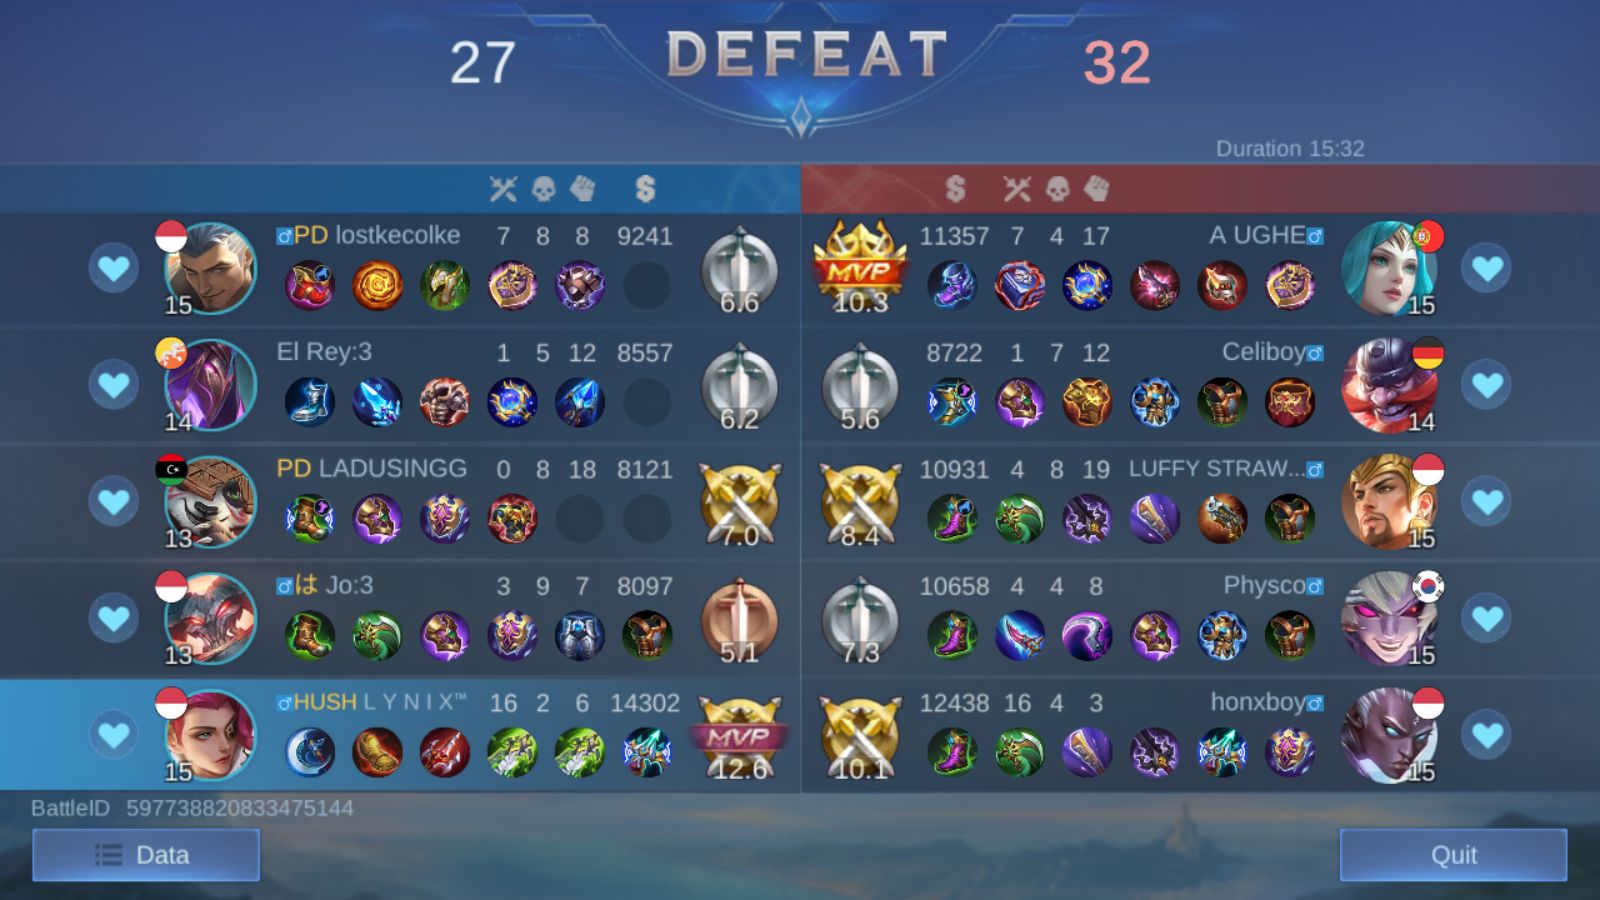 27 DEFEAT 32
Duration 15:32
PD lostkecolke 7 8 8 9241
15 6.6
MVP 10.3 11357 7 4 17 A UGHE
15
El Rey:3 1 5 12 8557
14 6.2
8722 1 7 12 Celiboy
5.6 14
PD LADUSINGG 0 8 18 8121
13 7.0
10931 4 8 19 LUFFY STRAW...
8.4 15
は Jo:3 3 9 7 8097
13 5.1
10658 4 4 8 Physco
7.3 15
HUSH L Y N I X™ 16 2 6 14302
15 MVP 12.6
12438 16 4 3 honxboy
10.1 15
BattleID 597738820833475144
Data
Quit